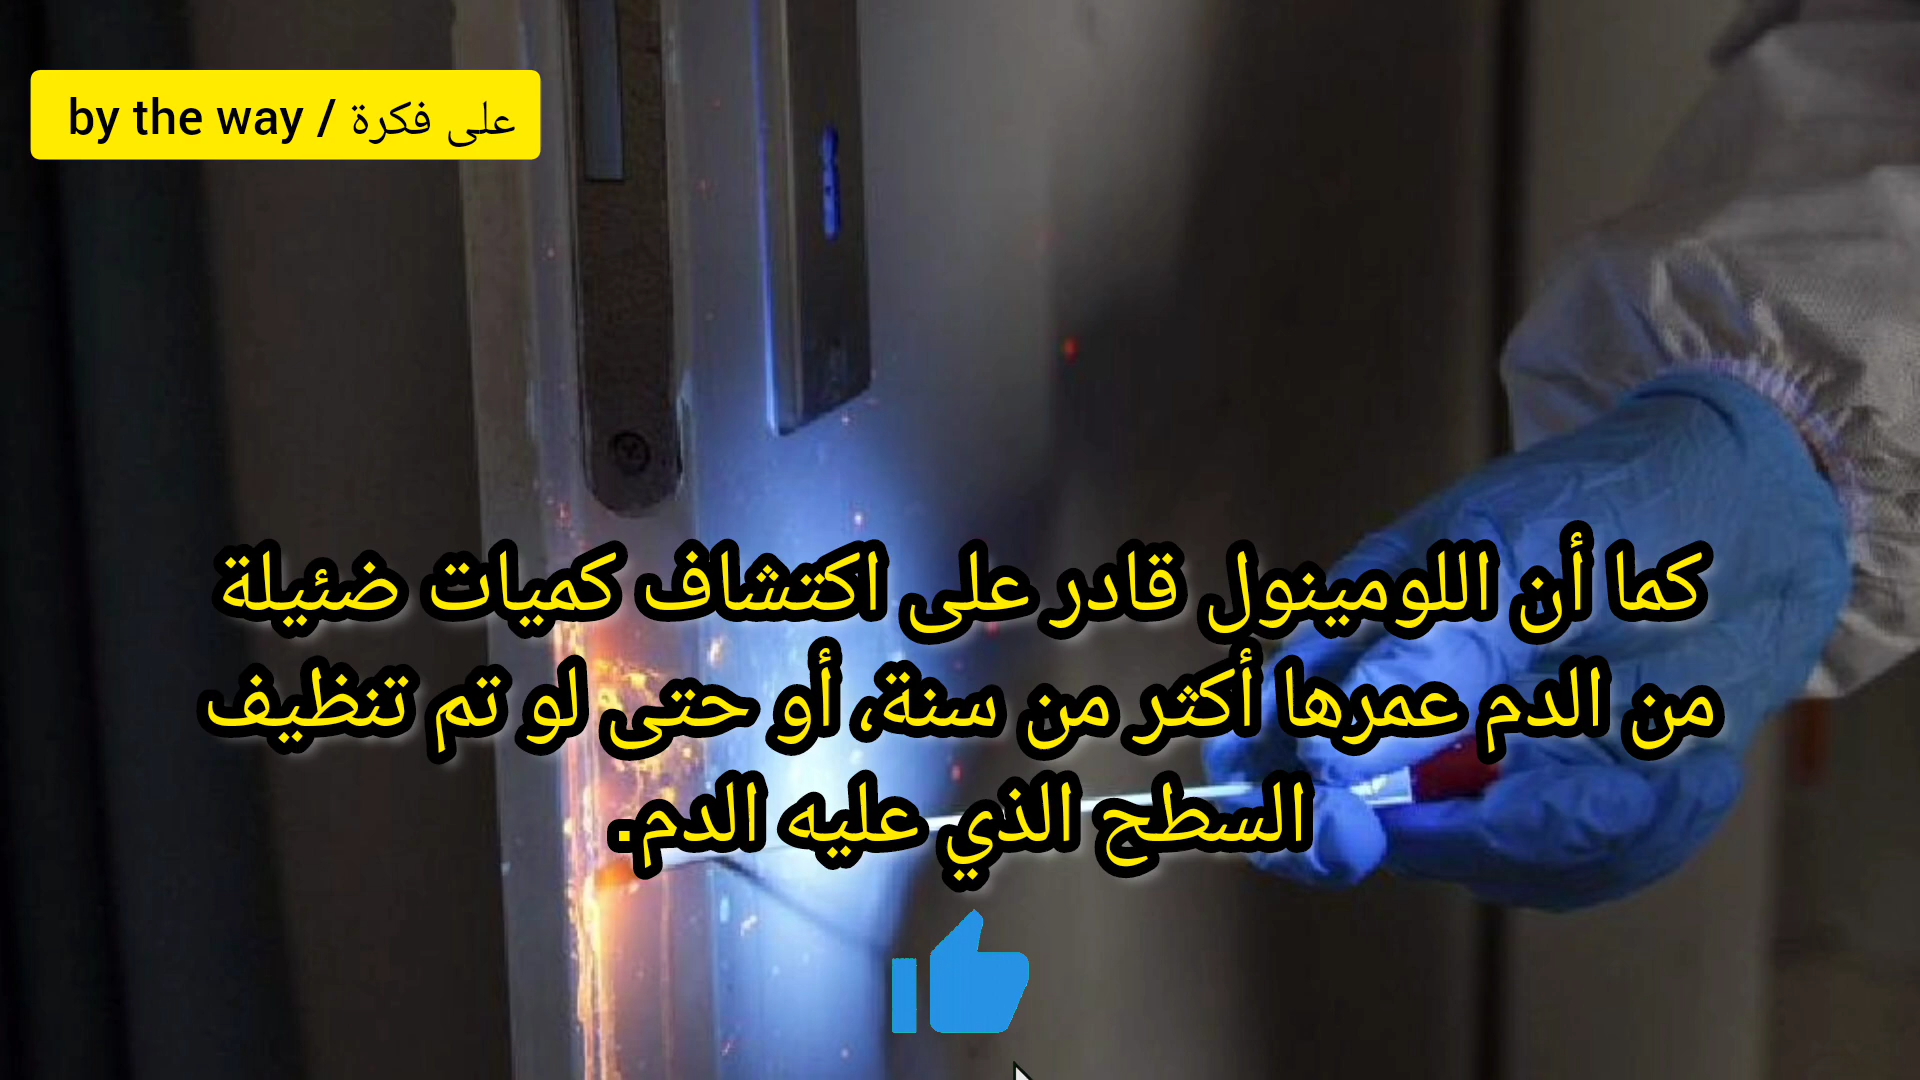 by the way / على فكرة
كما أن اللومينول قادر على اكتشاف كميات ضئيلة
من الدم عمرها أكثر من سنة، أو حتى لو تم تنظيف
السطح الذي عليه الدم.